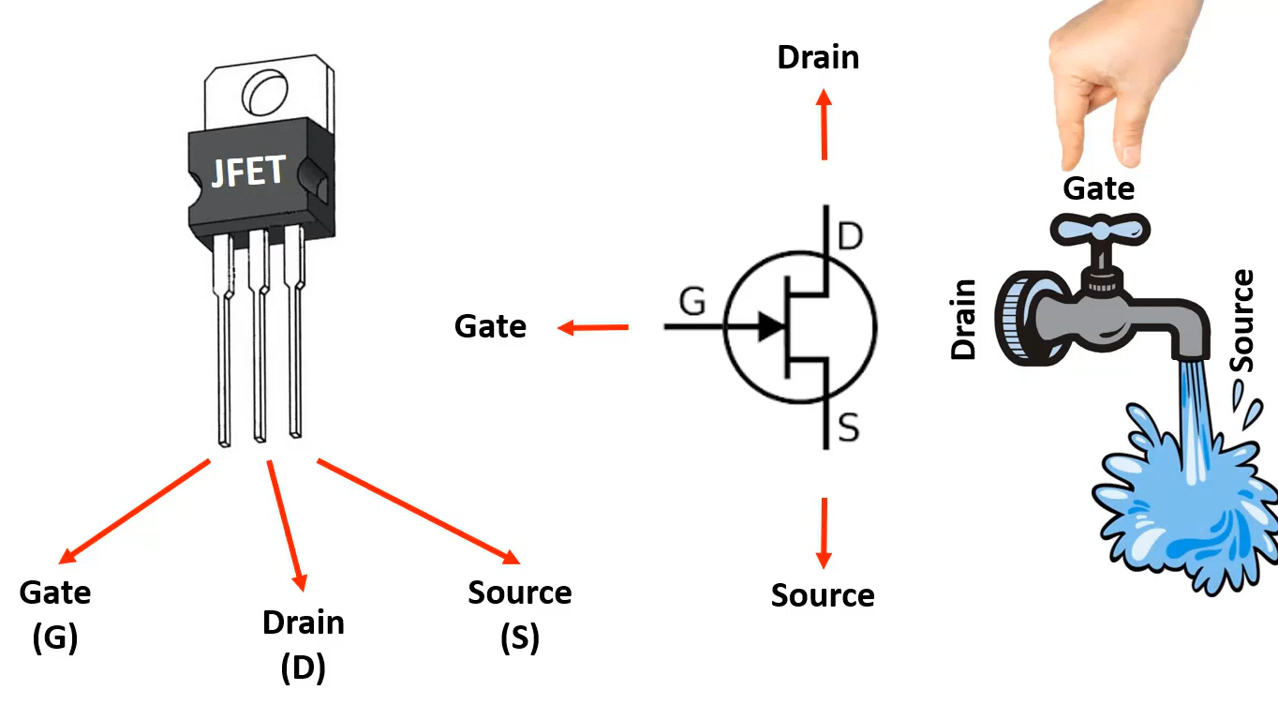 JFET
Gate
(G)
Drain
(D)
Source
(S)
Drain
D
G
Gate
S
Source
Gate
Drain
Source